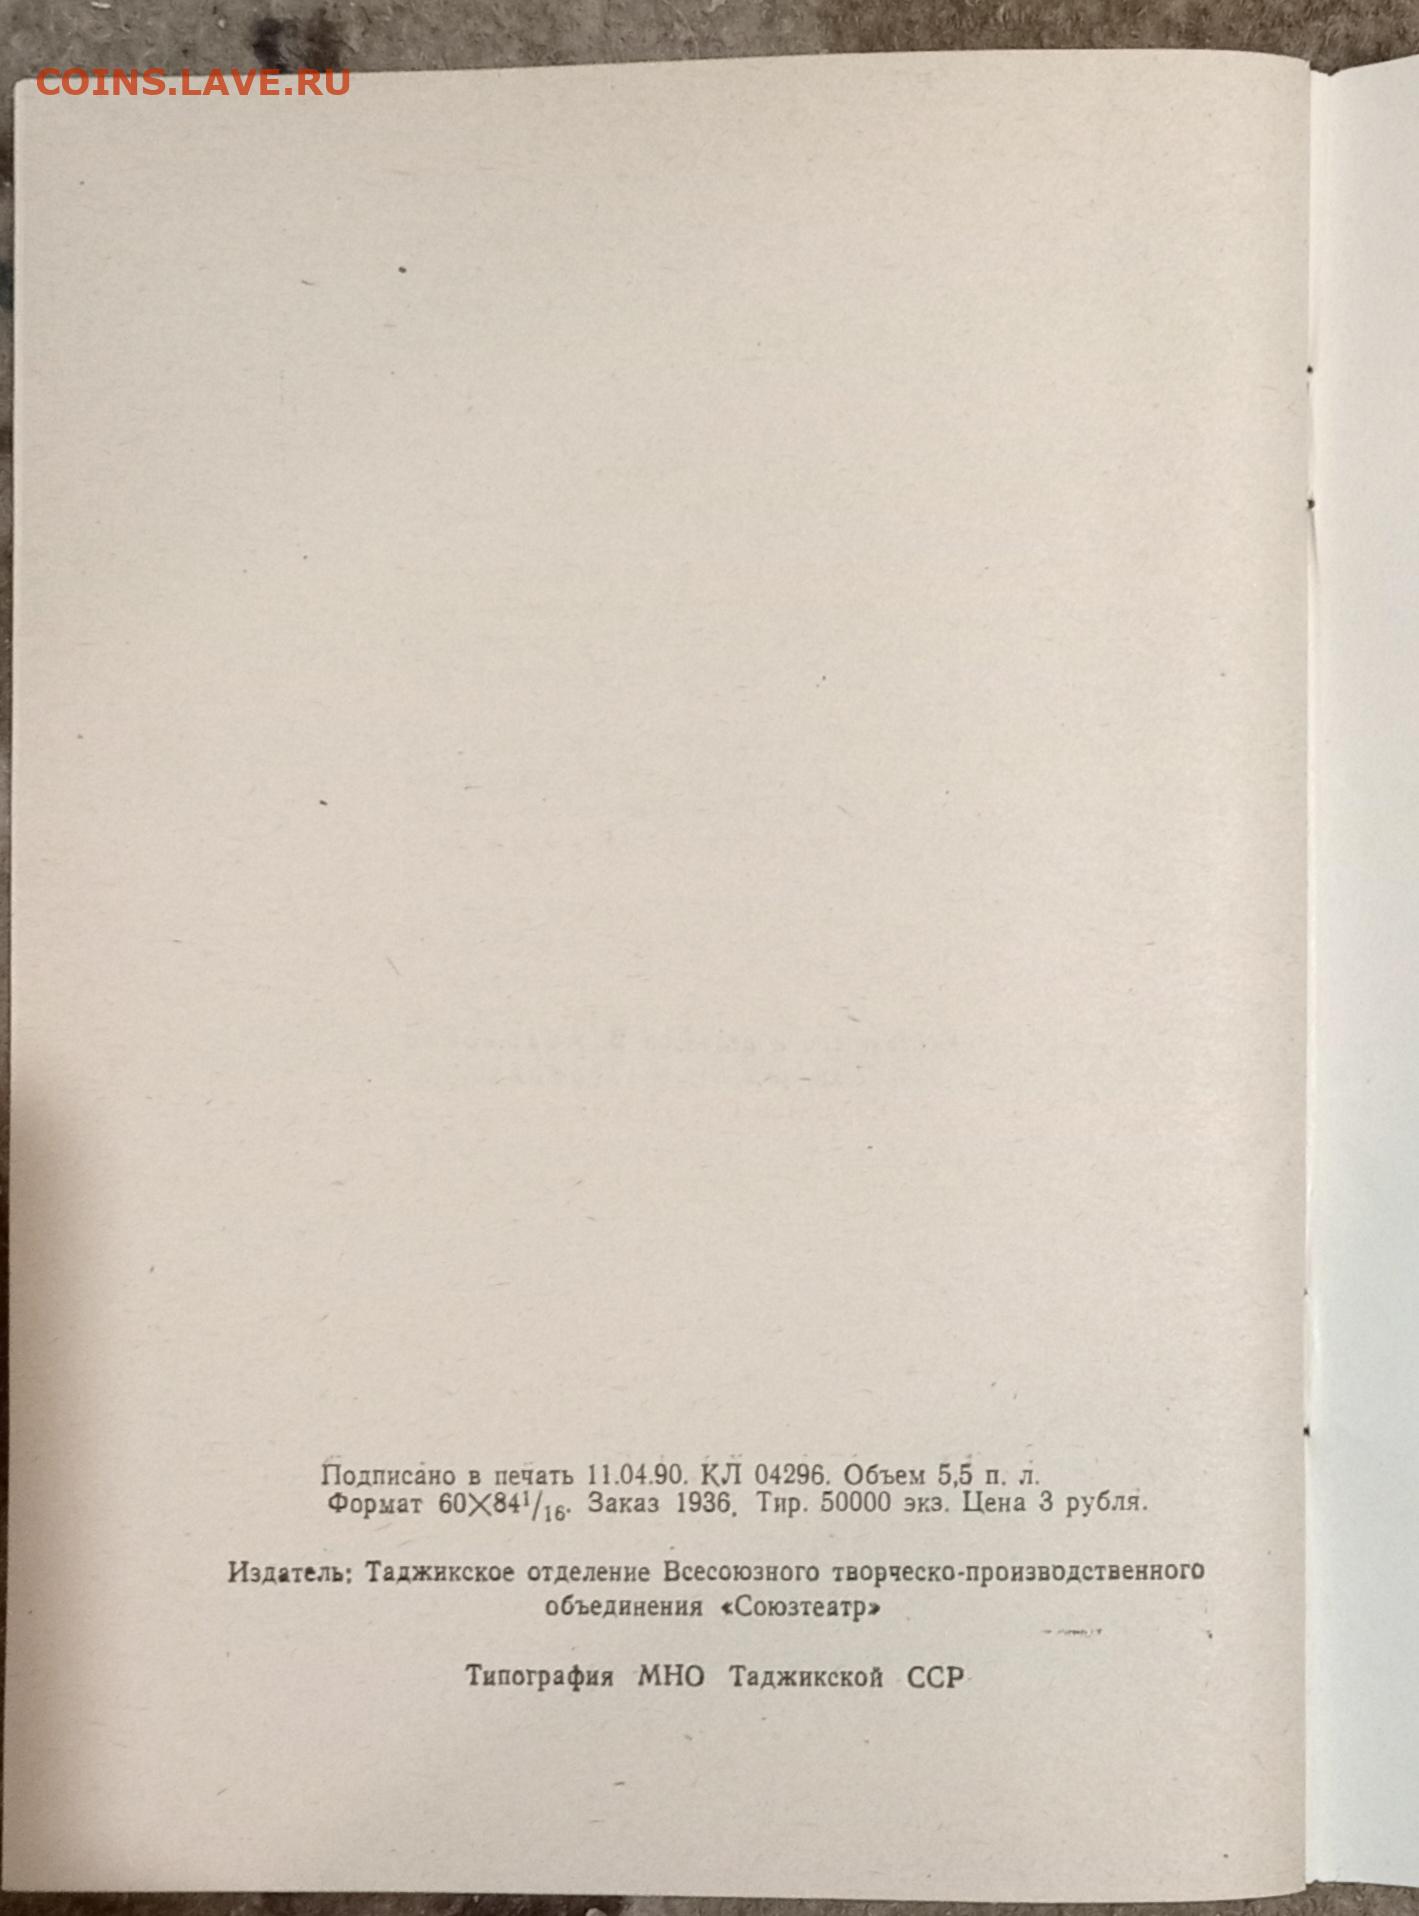 COINS.LAVE.RU
Подписано в печать 11.04.90. КЛ 04296. Объем 5,5 п. л.
Формат 60X84¹/₁₆. Заказ 1936. Тир. 50000 экз. Цена 3 рубля.
Издатель: Таджикское отделение Всесоюзного творческо-производственного
объединения «Союзтеатр»
Типография МНО Таджикской ССР